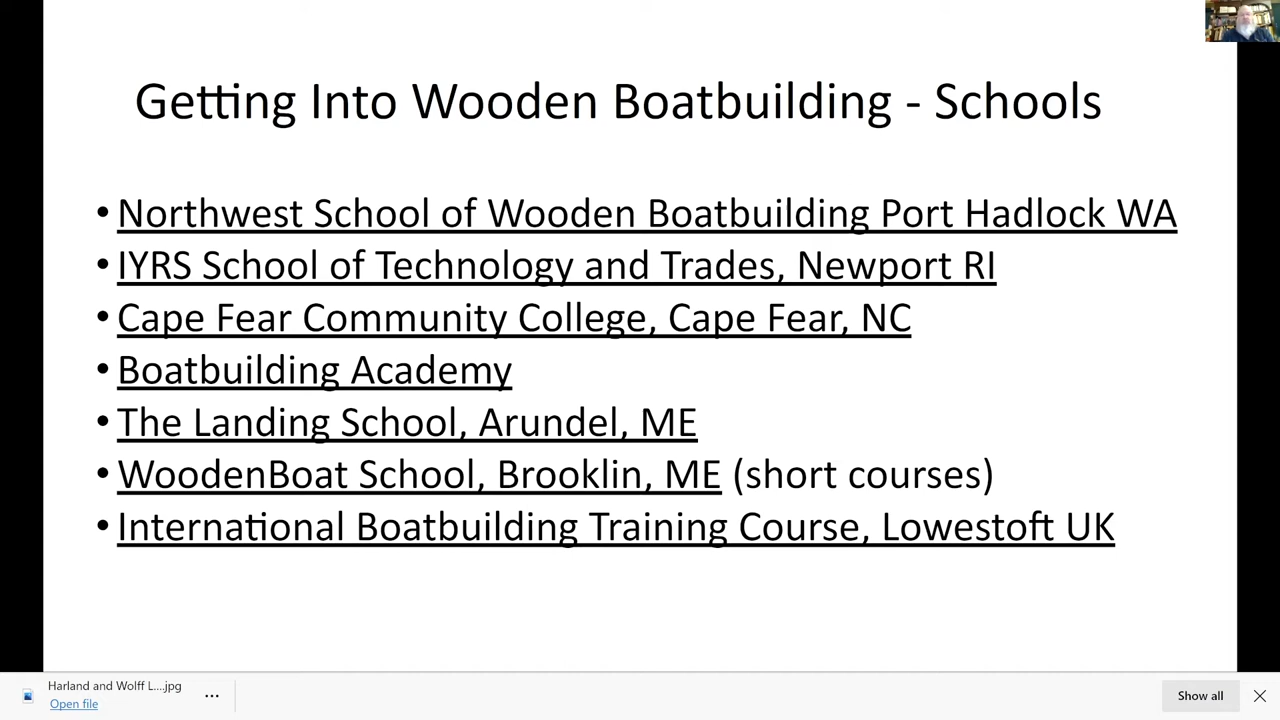 Getting Into Wooden Boatbuilding - Schools
• Northwest School of Wooden Boatbuilding Port Hadlock WA
• IYRS School of Technology and Trades, Newport RI
• Cape Fear Community College, Cape Fear, NC
• Boatbuilding Academy
• The Landing School, Arundel, ME
• WoodenBoat School, Brooklin, ME (short courses)
• International Boatbuilding Training Course, Lowestoft UK
Harland and Wolff L....jpg
Open file
Show all